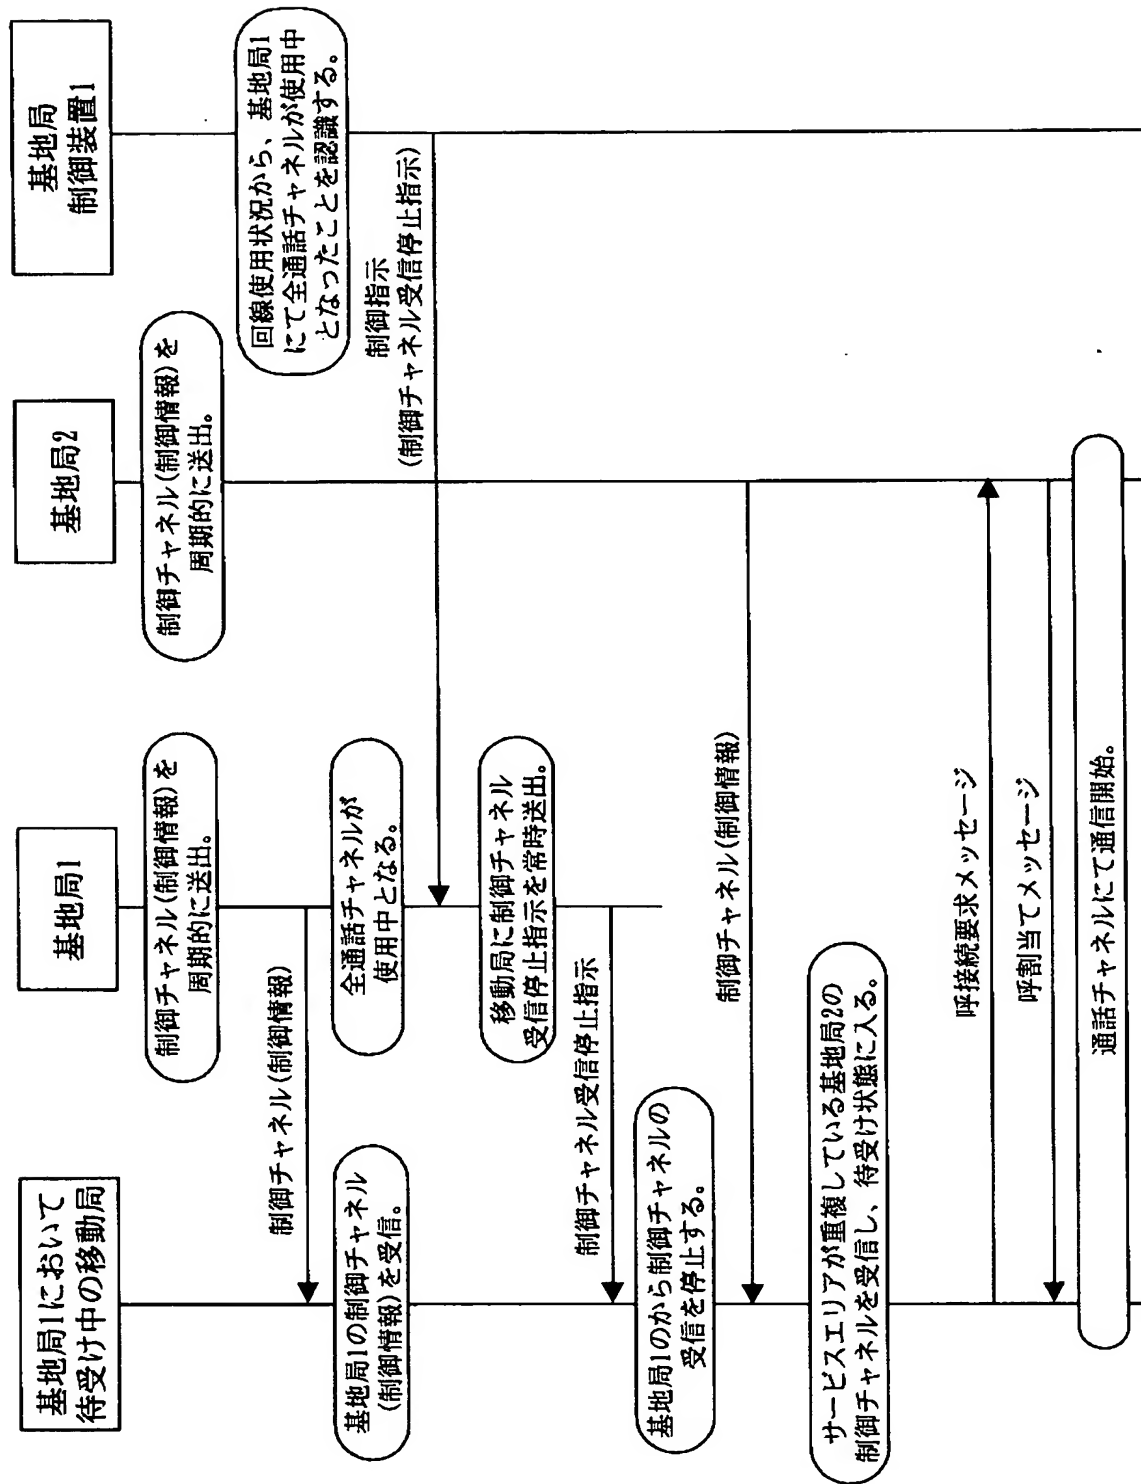 基地局1において
待受け中の移動局
基地局1
基地局2
基地局
制御装置1
制御チャネル(制御情報)を
周期的に送出。
制御チャネル(制御情報)を
周期的に送出。
回線使用状況から、基地局1
にて全通話チャネルが使用中
となったことを認識する。
制御チャネル(制御情報)
基地局1の制御チャネル
(制御情報)を受信。
全通話チャネルが
使用中となる。
制御指示
(制御チャネル受信停止指示)
移動局に制御チャネル
受信停止指示を常時送出。
制御チャネル受信停止指示
基地局1のから制御チャネルの
受信を停止する。
制御チャネル(制御情報)
サービスエリアが重複している基地局2の
制御チャネルを受信し、待受け状態に入る。
呼接続要求メッセージ
呼割当てメッセージ
通話チャネルにて通信開始。